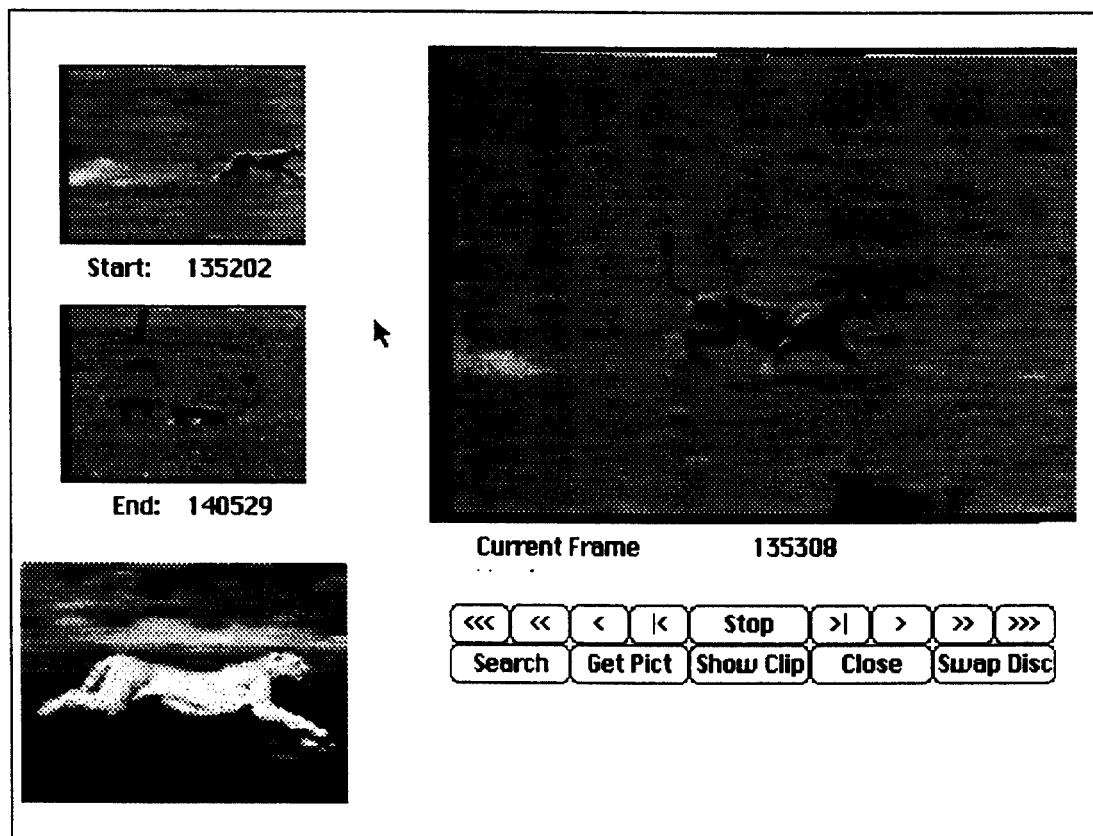 Start: 135202
End: 140529
Current Frame 135308
<<< << < |< Stop >| > >> >>>
Search Get Pict Show Clip Close Swap Disc